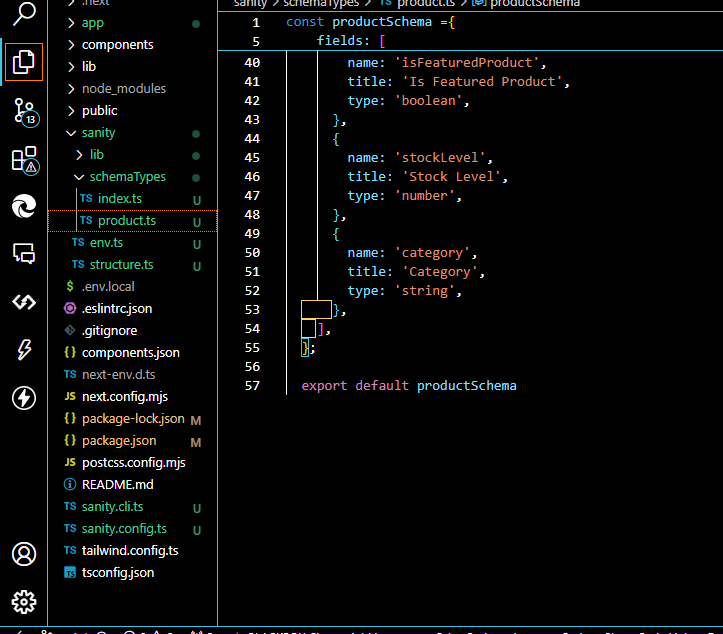 .next
app
components
lib
node_modules
public
sanity
lib
schemaTypes
TS index.ts U
TS product.ts U
TS env.ts U
TS structure.ts U
$ .env.local
.eslintrc.json
.gitignore
{} components.json
TS next-env.d.ts
JS next.config.mjs
{} package-lock.json M
{} package.json M
JS postcss.config.mjs
README.md
TS sanity.cli.ts U
TS sanity.config.ts U
TS tailwind.config.ts
TS tsconfig.json
13
sanity > schemaTypes > TS product.ts > productSchema
1 const productSchema ={
5 fields: [
40 name: 'isFeaturedProduct',
41 title: 'Is Featured Product',
42 type: 'boolean',
43 },
44 {
45 name: 'stockLevel',
46 title: 'Stock Level',
47 type: 'number',
48 },
49 {
50 name: 'category',
51 title: 'Category',
52 type: 'string',
53 },
54 ],
55 };
56
57 export default productSchema